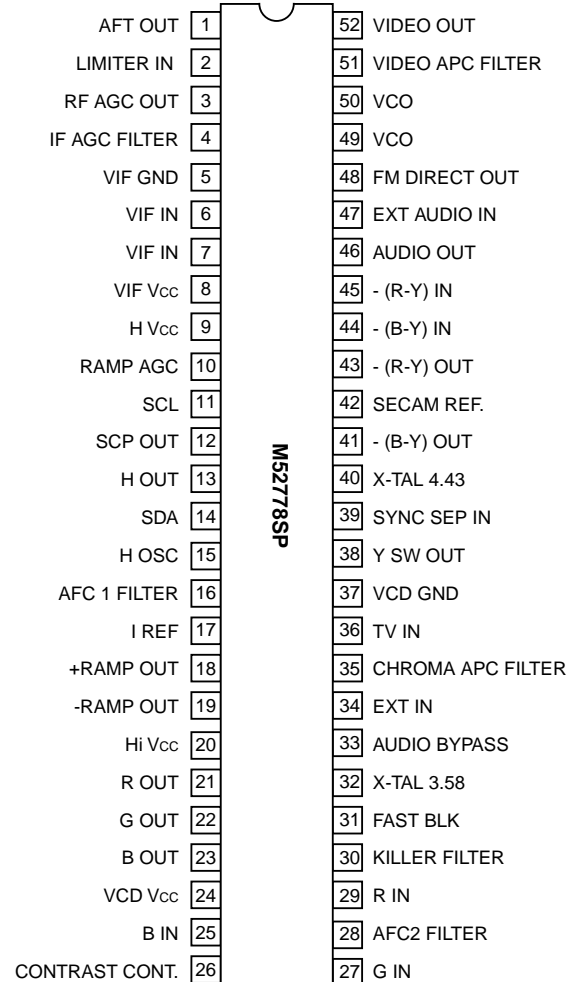 AFT OUT 1 52 VIDEO OUT
LIMITER IN 2 51 VIDEO APC FILTER
RF AGC OUT 3 50 VCO
IF AGC FILTER 4 49 VCO
VIF GND 5 48 FM DIRECT OUT
VIF IN 6 47 EXT AUDIO IN
VIF IN 7 46 AUDIO OUT
VIF Vcc 8 45 - (R-Y) IN
H Vcc 9 44 - (B-Y) IN
RAMP AGC 10 43 - (R-Y) OUT
SCL 11 42 SECAM REF.
SCP OUT 12 41 - (B-Y) OUT
H OUT 13 40 X-TAL 4.43
SDA 14 39 SYNC SEP IN
H OSC 15 38 Y SW OUT
AFC 1 FILTER 16 37 VCD GND
I REF 17 36 TV IN
+RAMP OUT 18 35 CHROMA APC FILTER
-RAMP OUT 19 34 EXT IN
Hi Vcc 20 33 AUDIO BYPASS
R OUT 21 32 X-TAL 3.58
G OUT 22 31 FAST BLK
B OUT 23 30 KILLER FILTER
VCD Vcc 24 29 R IN
B IN 25 28 AFC2 FILTER
CONTRAST CONT. 26 27 G IN
M52778SP